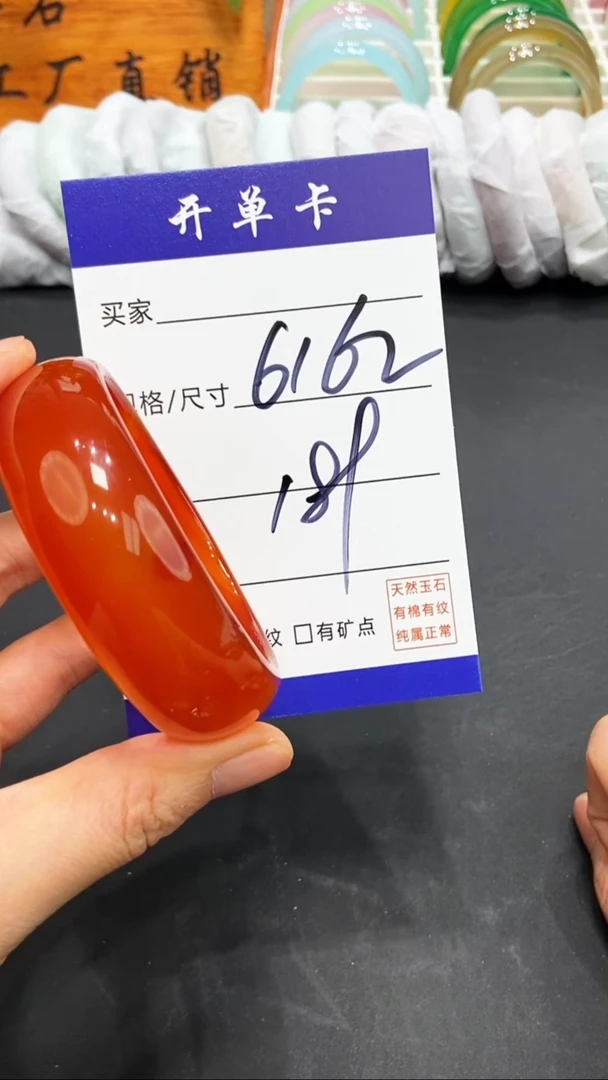 石
工厂直销
开单卡
买家
格/尺寸 6162
纹 □有矿点
天然玉石
有棉有纹
纯属正常